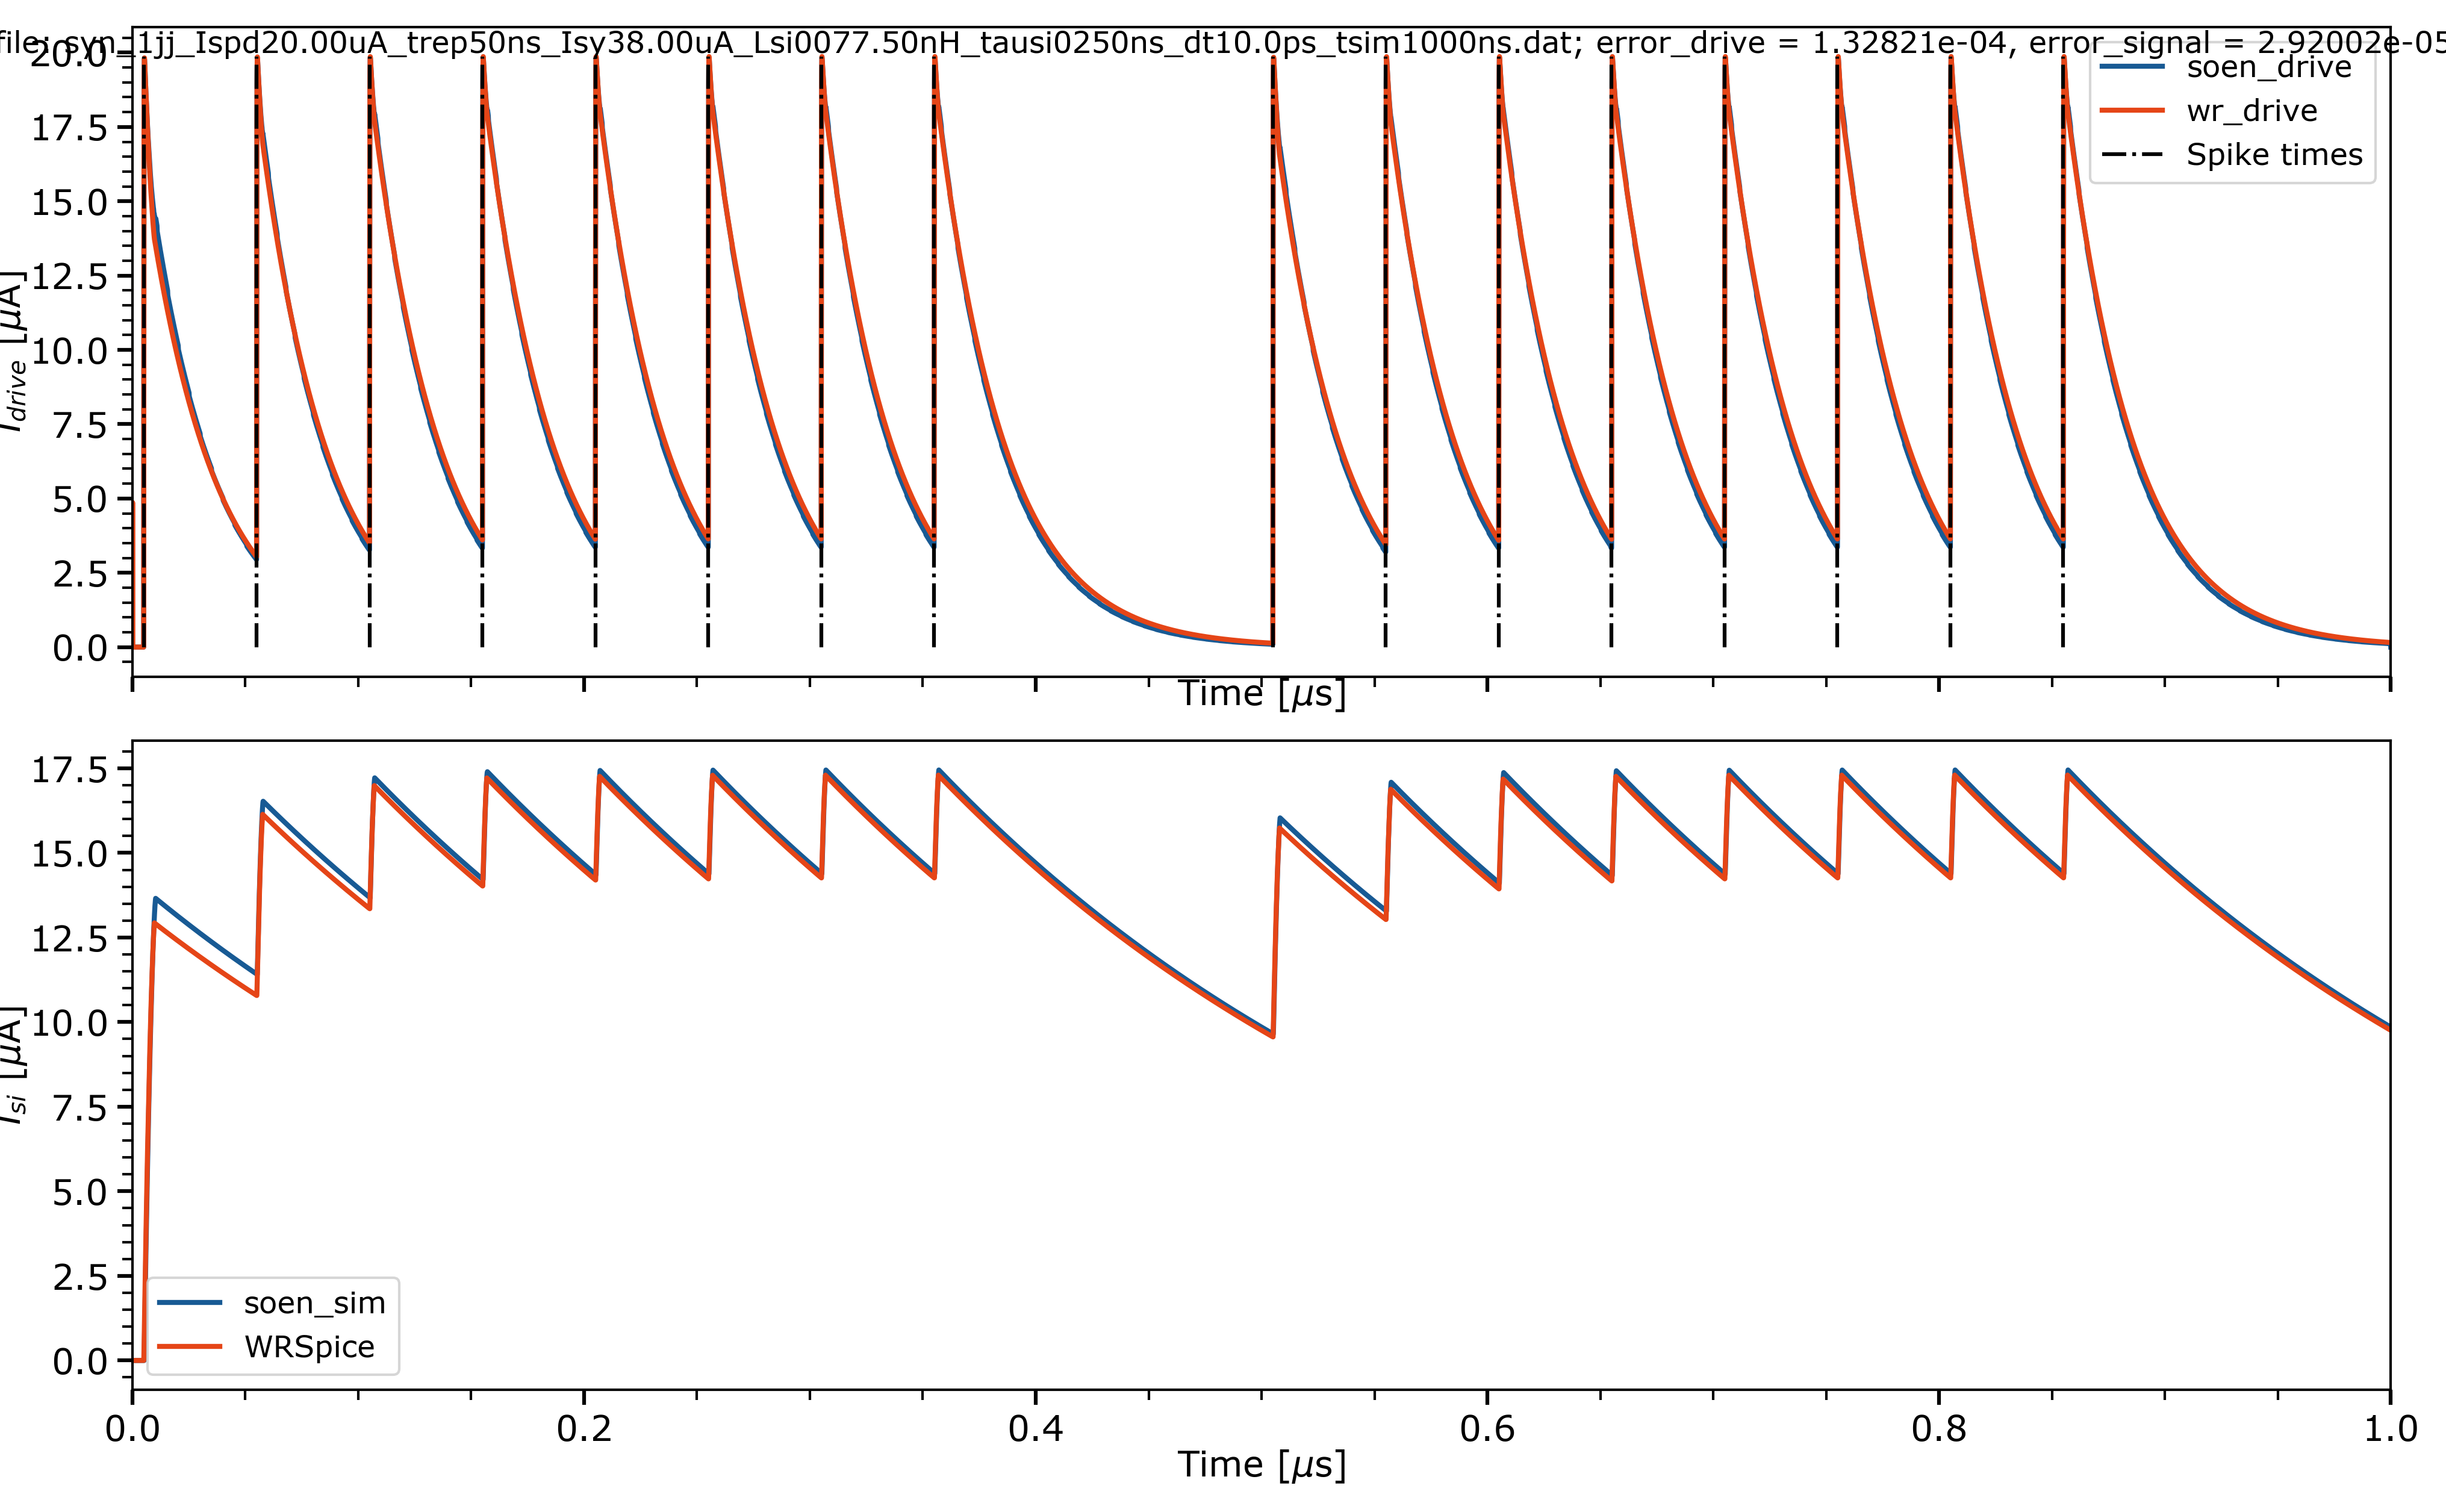 file: syn_1jj_Ispd20.00uA_trep50ns_Isy38.00uA_Lsi0077.50nH_tausi0250ns_dt10.0ps_tsim1000ns.dat; error_drive = 1.32821e-04, error_signal = 2.92002e-05
20.0
17.5
15.0
12.5
10.0
7.5
5.0
2.5
0.0
I_drive [μA]
soen_drive
wr_drive
Spike times
Time [μs]
17.5
15.0
12.5
10.0
7.5
5.0
2.5
0.0
I_si [μA]
soen_sim
WRSpice
0.0 0.2 0.4 0.6 0.8 1.0
Time [μs]